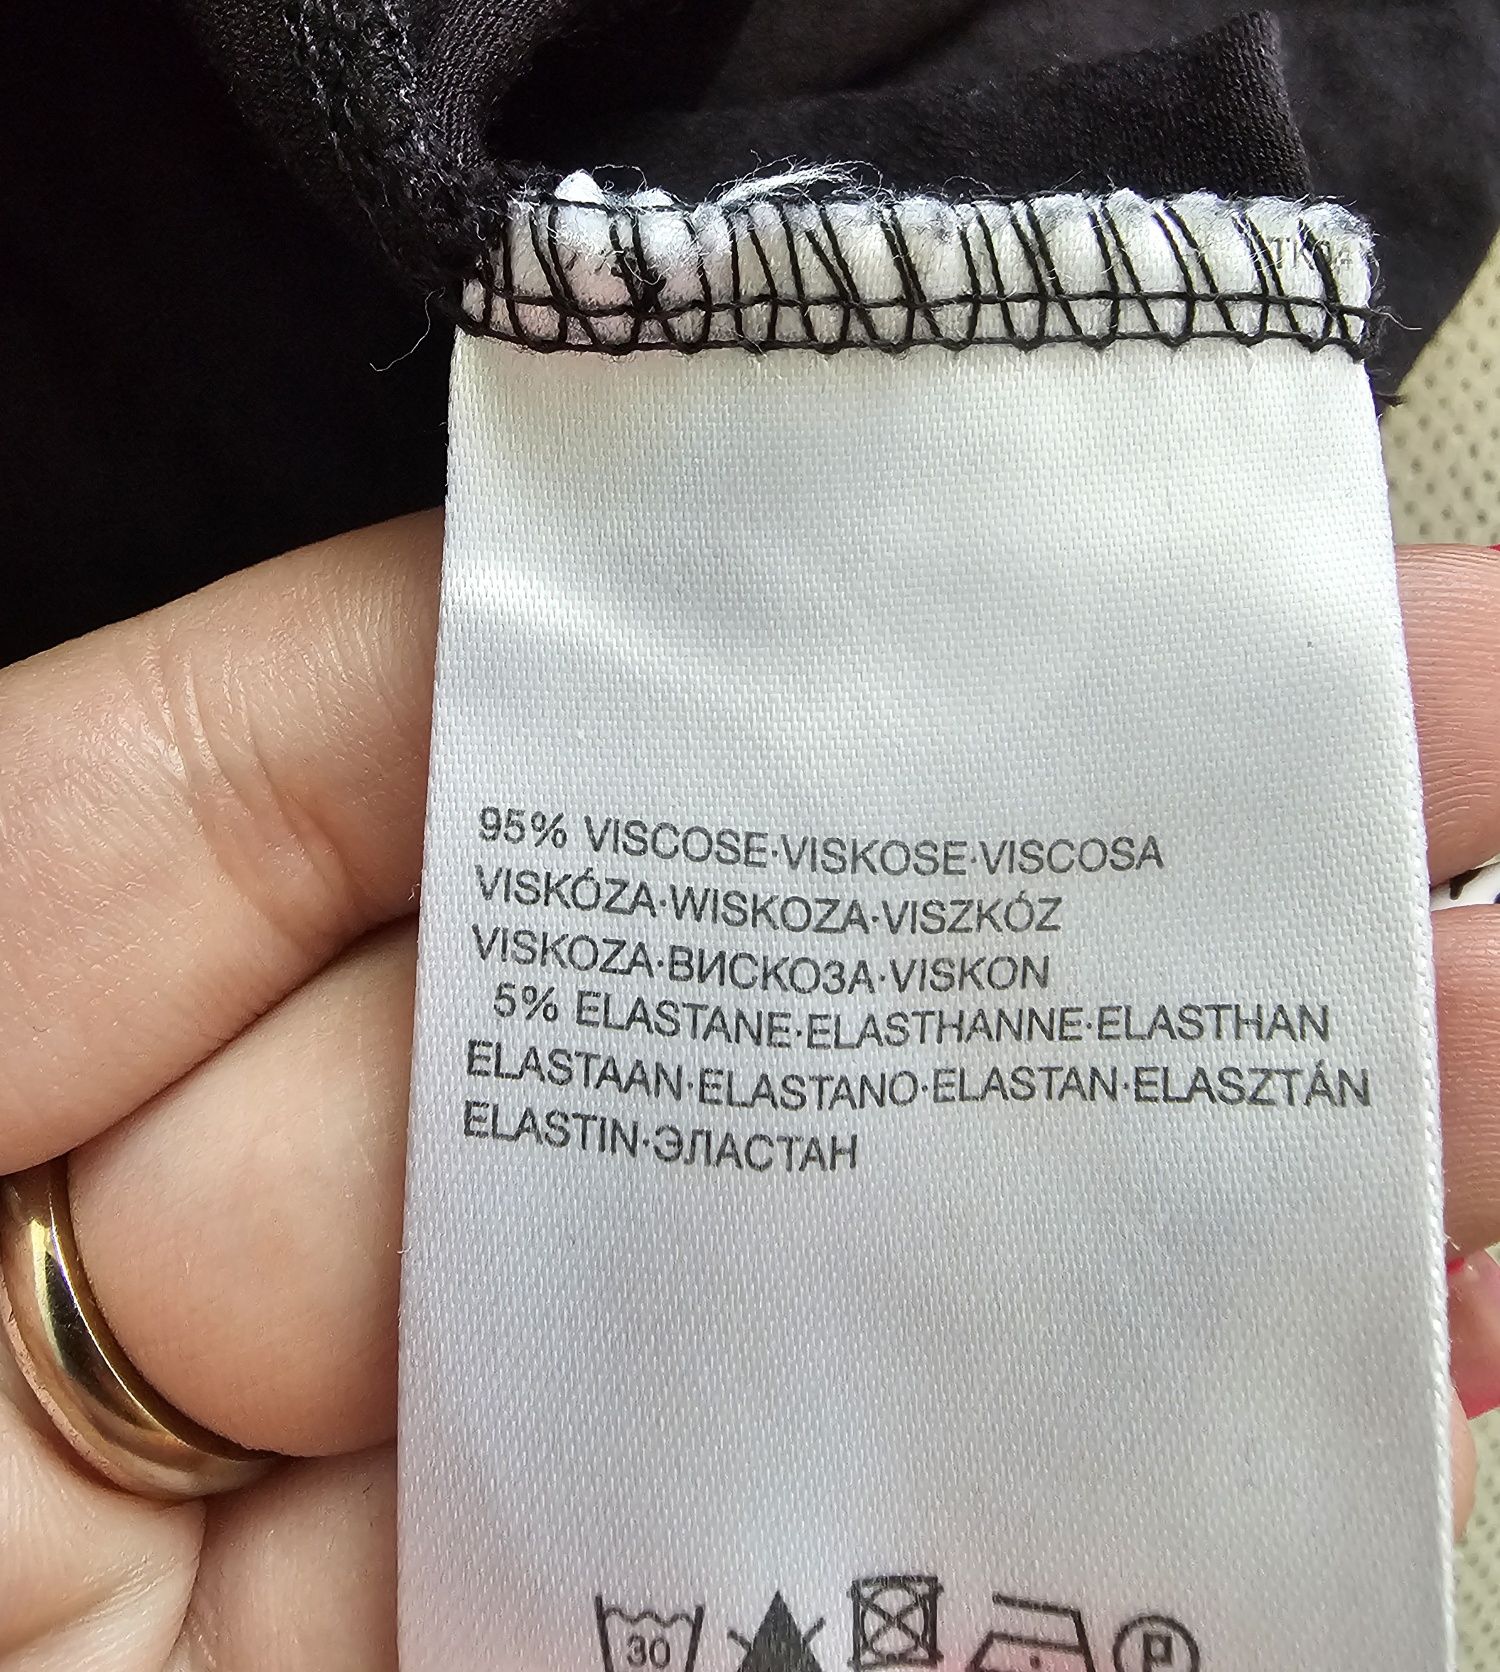 95% VISCOSE·VISKOSE·VISCOSA
VISKÓZA·WISKOZA·VISZKÓZ
VISKOZA·ВИСКОЗА·VISKON
5% ELASTANE·ELASTHANNE·ELASTHAN
ELASTAAN·ELASTANO·ELASTAN·ELASZTÁN
ELASTIN·ЭЛАСТАН
30
P